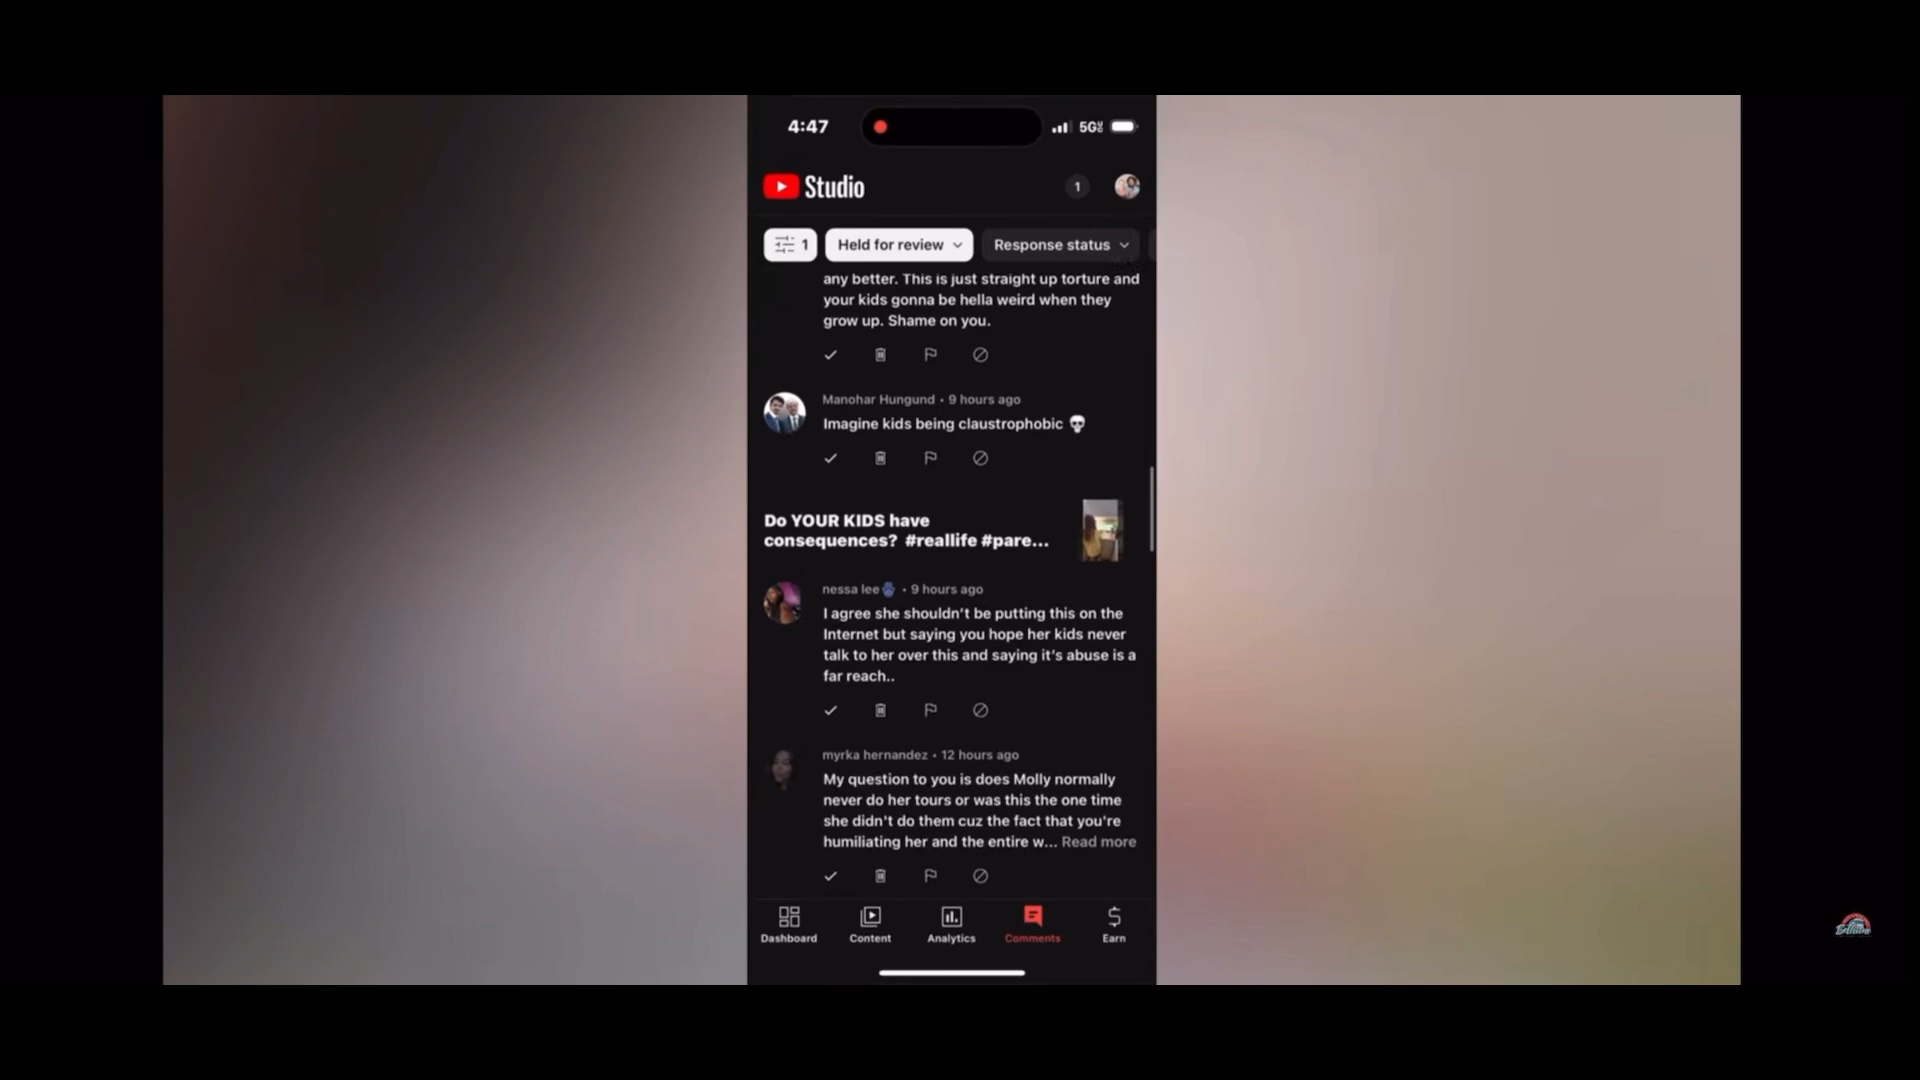 4:47
5G
Studio
1
1
Held for review
Response status
any better. This is just straight up torture and
your kids gonna be hella weird when they
grow up. Shame on you.
Manohar Hungund • 9 hours ago
Imagine kids being claustrophobic 💀
Do YOUR KIDS have
consequences? #reallife #pare...
nessa lee🪬 • 9 hours ago
I agree she shouldn't be putting this on the
Internet but saying you hope her kids never
talk to her over this and saying it's abuse is a
far reach..
myrka hernandez • 12 hours ago
My question to you is does Molly normally
never do her tours or was this the one time
she didn't do them cuz the fact that you're
humiliating her and the entire w... Read more
Dashboard
Content
Analytics
Comments
Earn